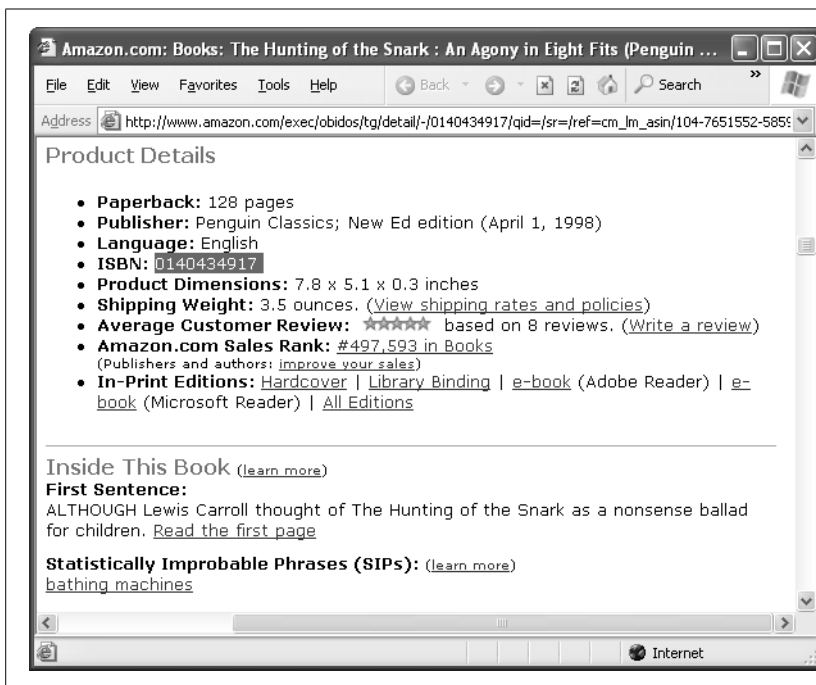 Amazon.com: Books: The Hunting of the Snark : An Agony in Eight Fits (Penguin ...
File Edit View Favorites Tools Help Back Search »
Address http://www.amazon.com/exec/obidos/tg/detail/-/0140434917/qid=/sr=/ref=cm_lm_asin/104-7651552-5859
Product Details
• Paperback: 128 pages
• Publisher: Penguin Classics; New Ed edition (April 1, 1998)
• Language: English
• ISBN: 0140434917
• Product Dimensions: 7.8 x 5.1 x 0.3 inches
• Shipping Weight: 3.5 ounces. (View shipping rates and policies)
• Average Customer Review: based on 8 reviews. (Write a review)
• Amazon.com Sales Rank: #497,593 in Books
(Publishers and authors: improve your sales)
• In-Print Editions: Hardcover | Library Binding | e-book (Adobe Reader) | e-
book (Microsoft Reader) | All Editions
Inside This Book (learn more)
First Sentence:
ALTHOUGH Lewis Carroll thought of The Hunting of the Snark as a nonsense ballad
for children. Read the first page
Statistically Improbable Phrases (SIPs): (learn more)
bathing machines
Internet